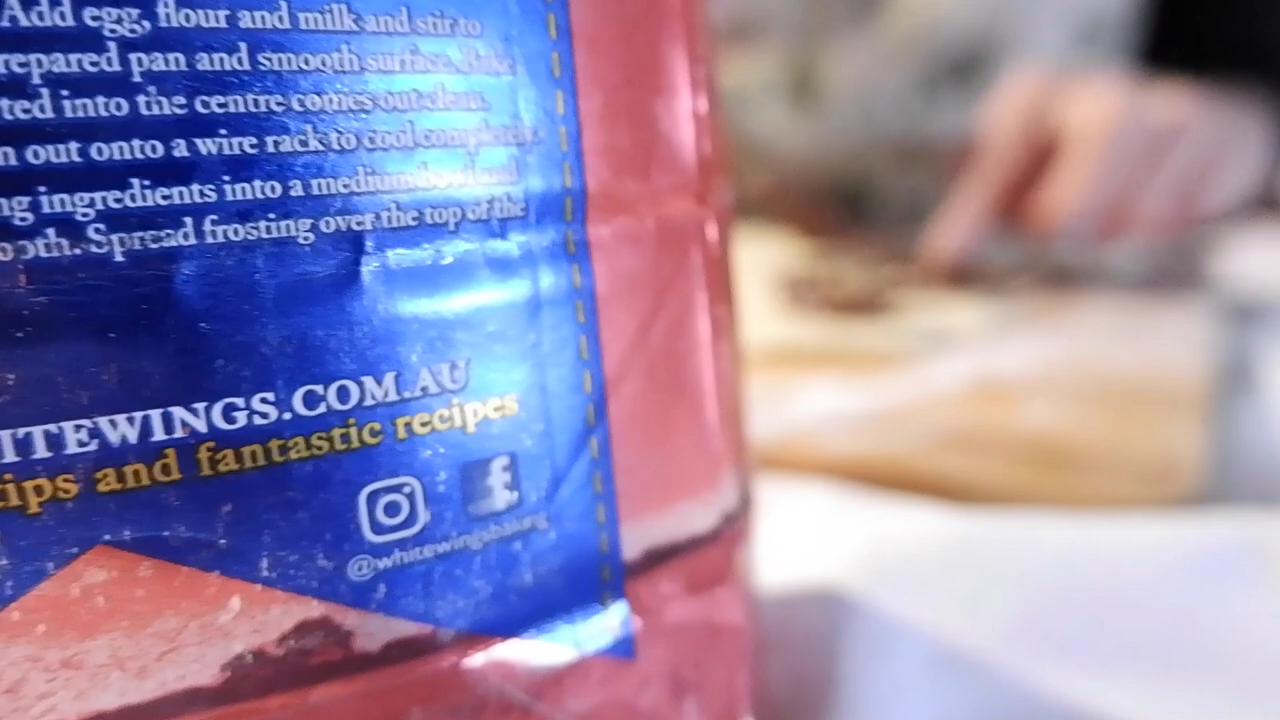 Add egg, flour and milk and stir to
repared pan and smooth surface. Bake
ted into the centre comes out clean.
n out onto a wire rack to cool completely.
ng ingredients into a medium bowl and
ooth. Spread frosting over the top of the
ITEWINGS.COM.AU
tips and fantastic recipes
@whitewingsbaking